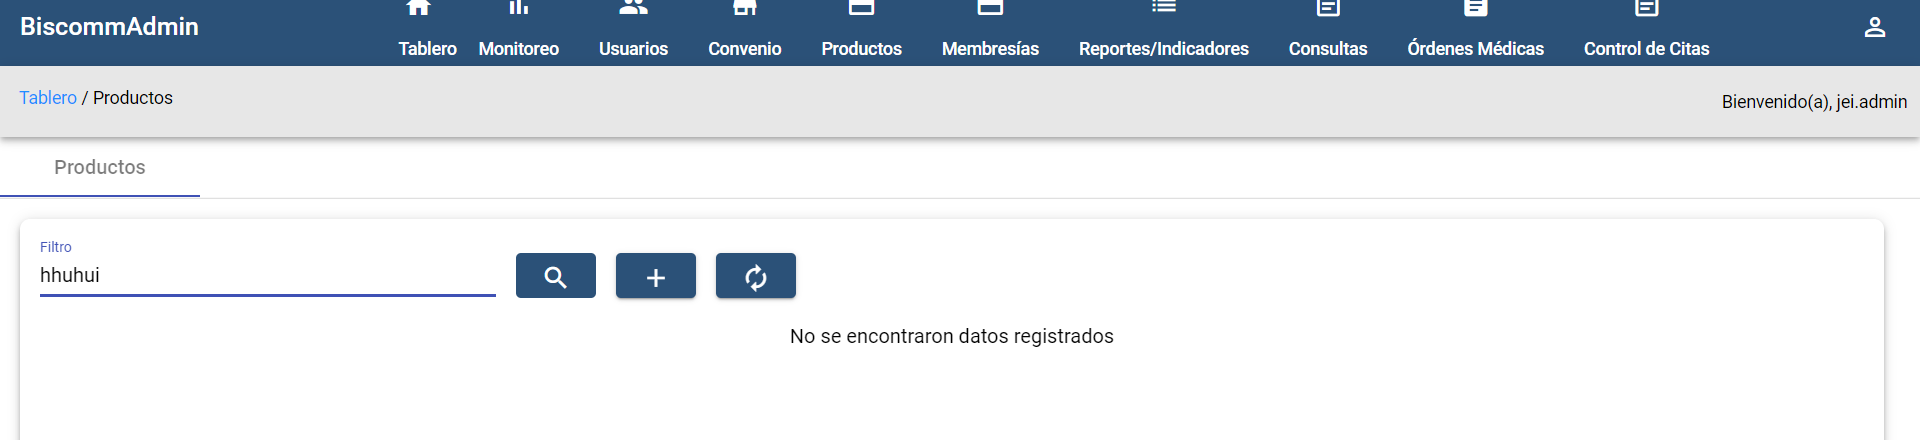 BiscommAdmin
Tablero Monitoreo Usuarios Convenio Productos Membresías Reportes/Indicadores Consultas Órdenes Médicas Control de Citas
Tablero / Productos
Bienvenido(a), jei.admin
Productos
Filtro
hhuhui
No se encontraron datos registrados